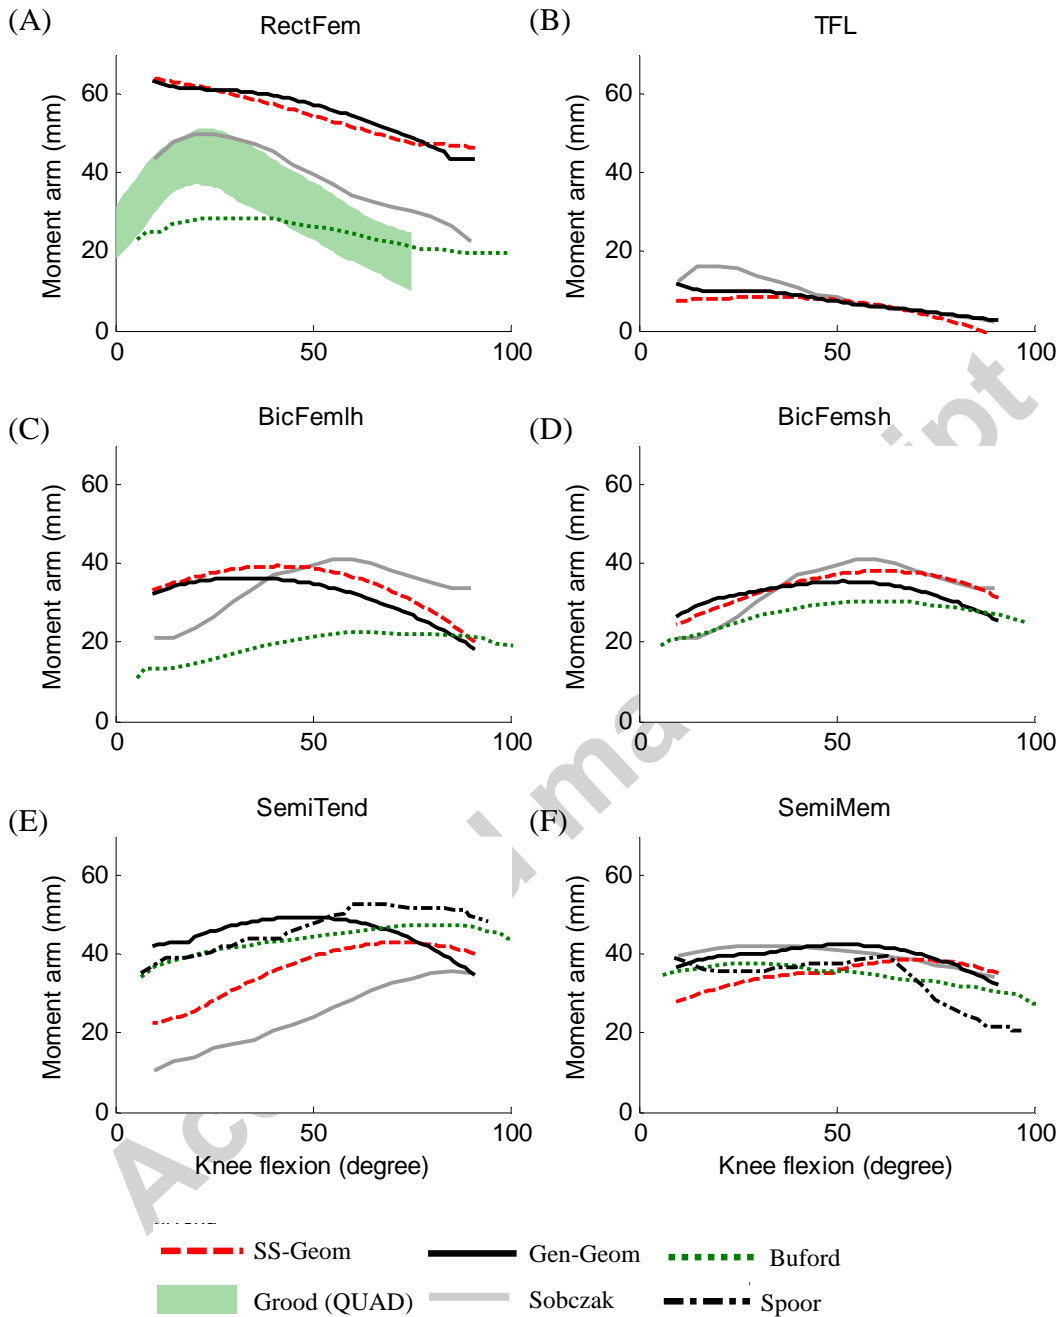 (A) RectFem
(B) TFL
Moment arm (mm)
60
40
20
0
0 50 100
Moment arm (mm)
60
40
20
0
0 50 100
(C) BicFemlh
(D) BicFemsh
Moment arm (mm)
60
40
20
0
0 50 100
Moment arm (mm)
60
40
20
0
0 50 100
(E) SemiTend
(F) SemiMem
Moment arm (mm)
60
40
20
0
0 50 100
Knee flexion (degree)
Moment arm (mm)
60
40
20
0
0 50 100
Knee flexion (degree)
SS-Geom Gen-Geom Buford
Grood (QUAD) Sobczak Spoor